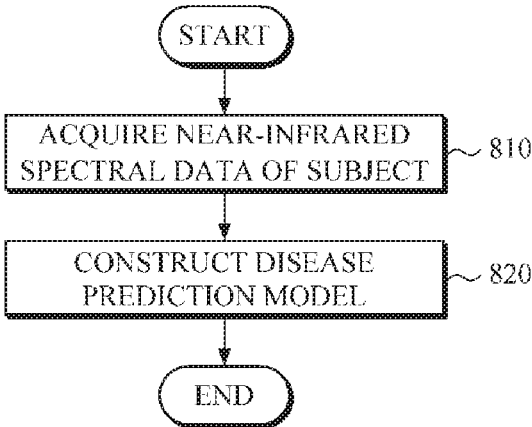 START
ACQUIRE NEAR-INFRARED
SPECTRAL DATA OF SUBJECT
810
CONSTRUCT DISEASE
PREDICTION MODEL
820
END